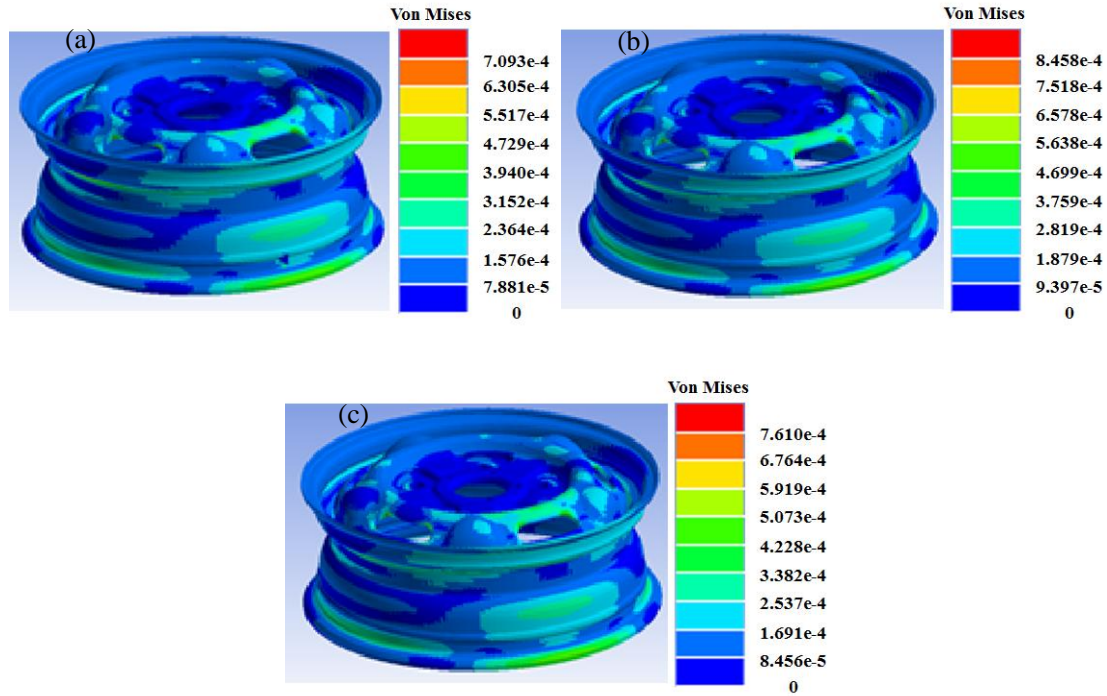 Von Mises
(a)
7.093e-4
6.305e-4
5.517e-4
4.729e-4
3.940e-4
3.152e-4
2.364e-4
1.576e-4
7.881e-5
0
Von Mises
(b)
8.458e-4
7.518e-4
6.578e-4
5.638e-4
4.699e-4
3.759e-4
2.819e-4
1.879e-4
9.397e-5
0
Von Mises
(c)
7.610e-4
6.764e-4
5.919e-4
5.073e-4
4.228e-4
3.382e-4
2.537e-4
1.691e-4
8.456e-5
0